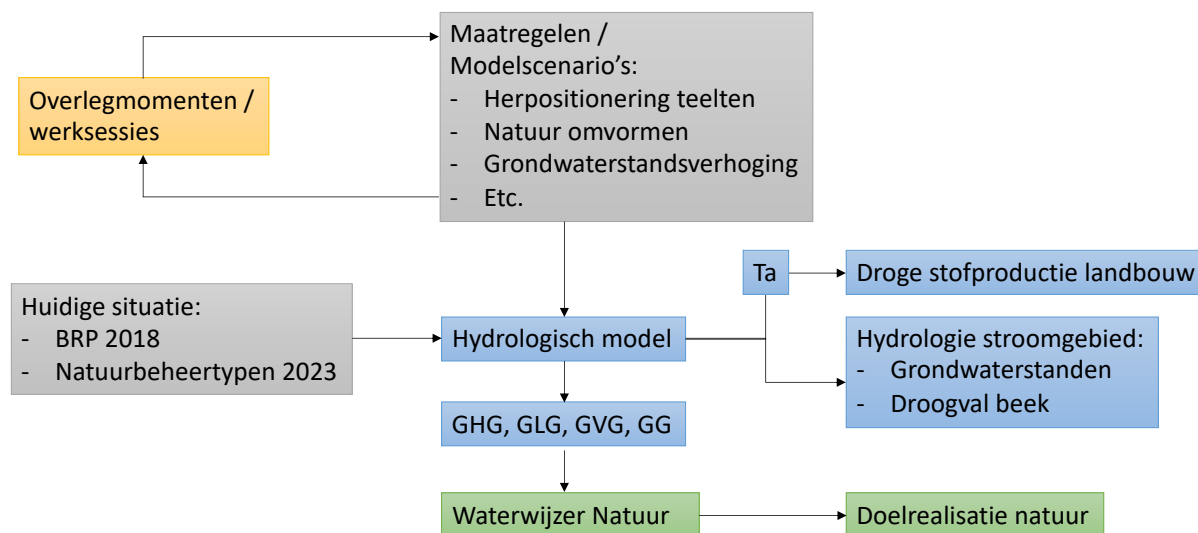 Maatregelen /
Modelscenario’s:
- Herpositionering teelten
- Natuur omvormen
- Grondwaterstandsverhoging
- Etc.
Overlegmomenten /
werksessies
Ta
Droge stofproductie landbouw
Huidige situatie:
- BRP 2018
- Natuurbeheertypen 2023
Hydrologisch model
Hydrologie stroomgebied:
- Grondwaterstanden
- Droogval beek
GHG, GLG, GVG, GG
Waterwijzer Natuur
Doelrealisatie natuur